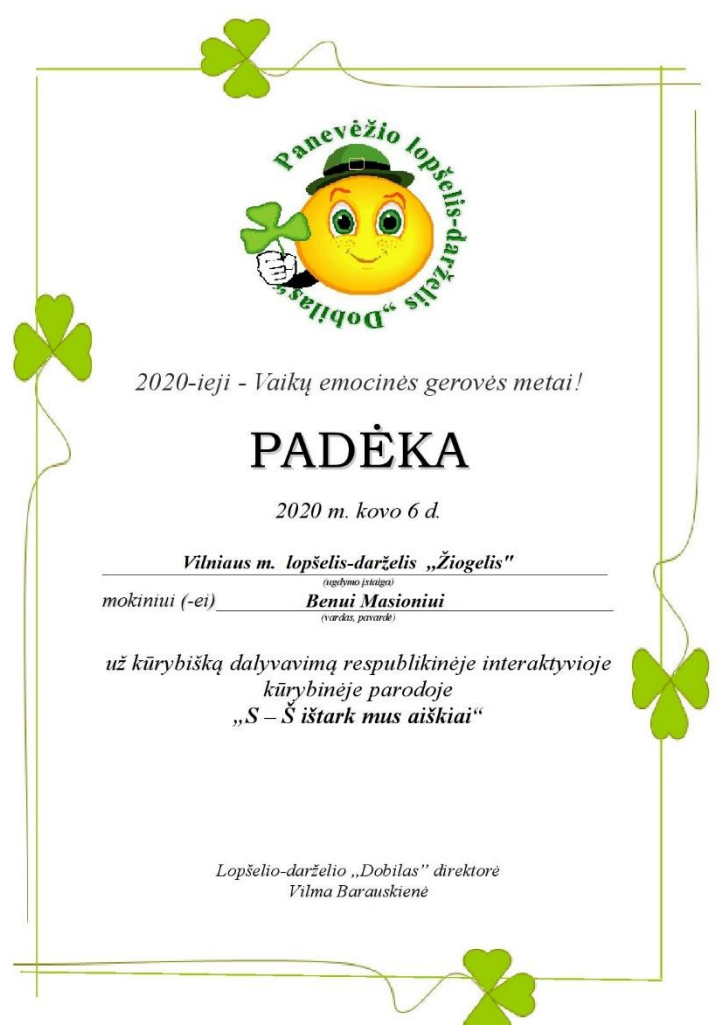 Panevėžio lopšelis-darželis „Dobilas“
2020-ieji - Vaikų emocinės gerovės metai!
PADĖKA
2020 m. kovo 6 d.
Vilniaus m. lopšelis-darželis „Žiogelis"
(ugdymo įstaiga)
mokiniui (-ei) Benui Masioniui
(vardas, pavardė)
už kūrybišką dalyvavimą respublikinėje interaktyvioje
kūrybinėje parodoje
„S – Š ištark mus aiškiai“
Lopšelio-darželio „Dobilas” direktorė
Vilma Barauskienė